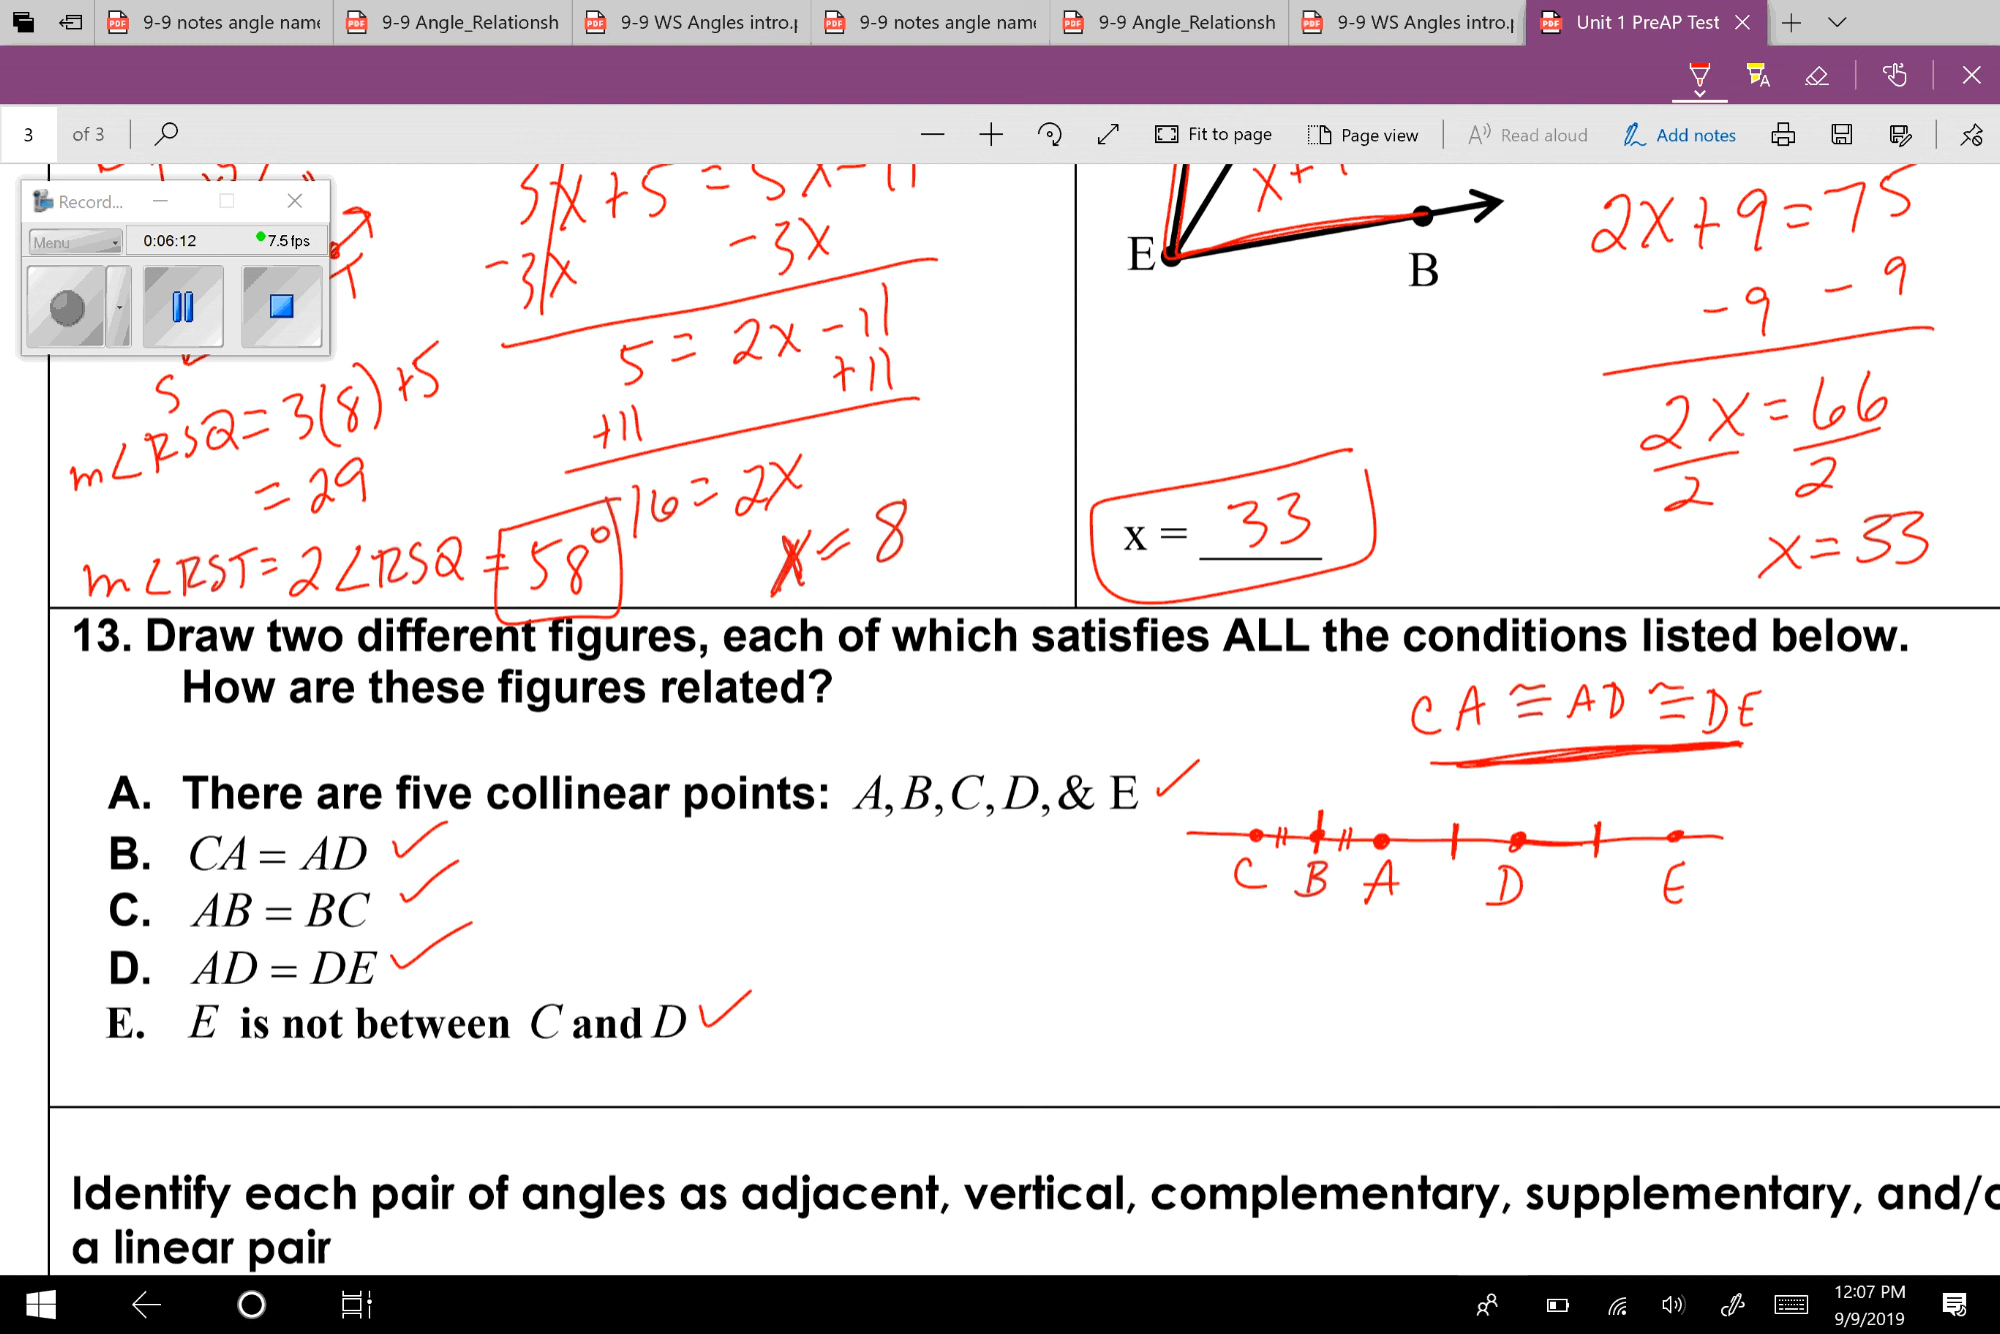 9-9 notes angle name
9-9 Angle_Relationsh
9-9 WS Angles intro.p
9-9 notes angle name
9-9 Angle_Relationsh
9-9 WS Angles intro.p
Unit 1 PreAP Test
3 of 3
Fit to page
Page view
Read aloud
Add notes
Record...
Menu
0:06:12
7.5 fps
T
S
3x + 5 = 5x - 11
-3x -3x
5 = 2x - 11
+11 +11
16 = 2x
x = 8
m∠RSQ = 3(8) + 5
= 29
m∠RST = 2∠RSQ = 58°
x +
E
B
x = 33
2x + 9 = 75
- 9 - 9
2x = 66
2 2
x = 33
13. Draw two different figures, each of which satisfies ALL the conditions listed below.
How are these figures related?
CA ≅ AD ≅ DE
A. There are five collinear points: A, B, C, D, & E
B. CA = AD
C. AB = BC
D. AD = DE
E. E is not between C and D
C B A D E
Identify each pair of angles as adjacent, vertical, complementary, supplementary, and/o
a linear pair
12:07 PM
9/9/2019